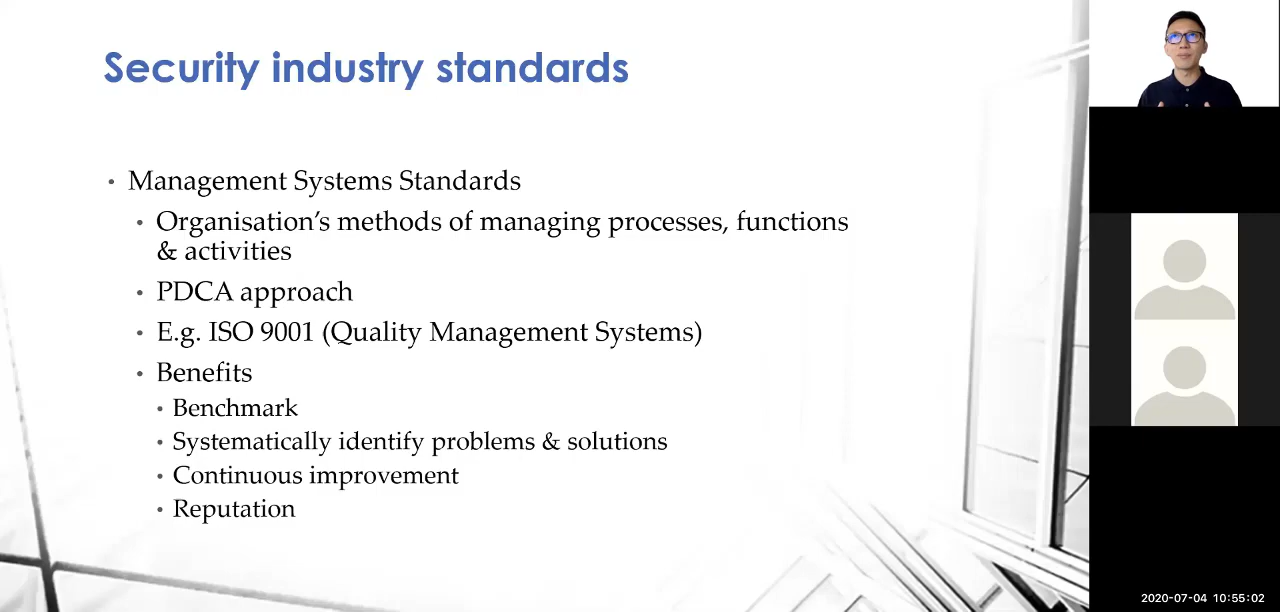 Security industry standards
• Management Systems Standards
• Organisation’s methods of managing processes, functions
& activities
• PDCA approach
• E.g. ISO 9001 (Quality Management Systems)
• Benefits
• Benchmark
• Systematically identify problems & solutions
• Continuous improvement
• Reputation
2020-07-04 10:55:02